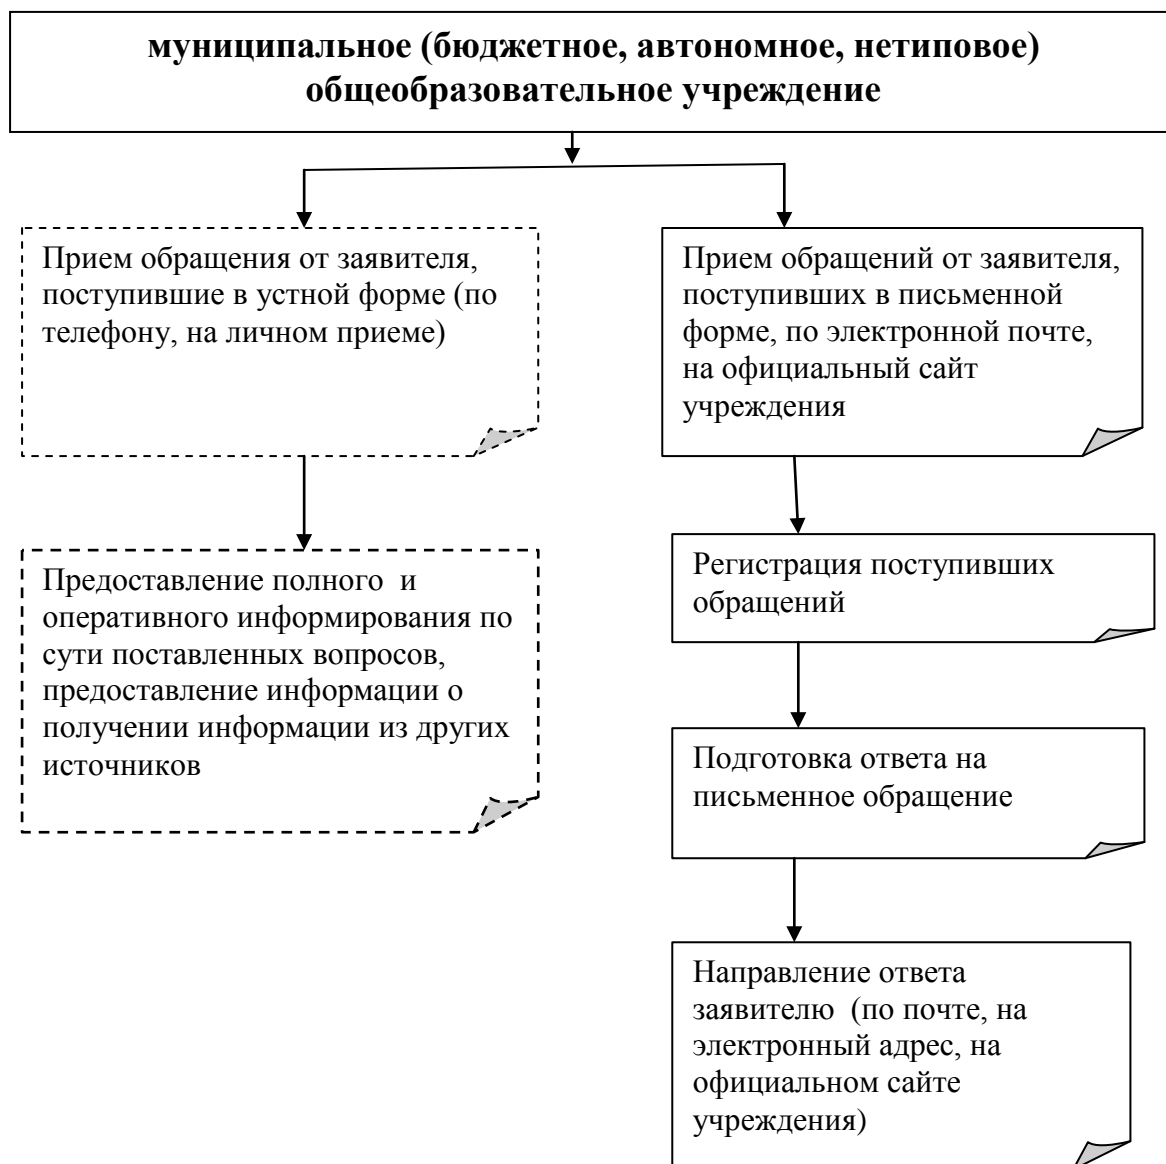 муниципальное (бюджетное, автономное, нетиповое)
общеобразовательное учреждение
Прием обращения от заявителя,
поступившие в устной форме (по
телефону, на личном приеме)
Прием обращений от заявителя,
поступивших в письменной
форме, по электронной почте,
на официальный сайт
учреждения
Предоставление полного  и
оперативного информирования по
сути поставленных вопросов,
предоставление информации о
получении информации из других
источников
Регистрация поступивших
обращений
Подготовка ответа на
письменное обращение
Направление ответа
заявителю  (по почте, на
электронный адрес, на
официальном сайте
учреждения)